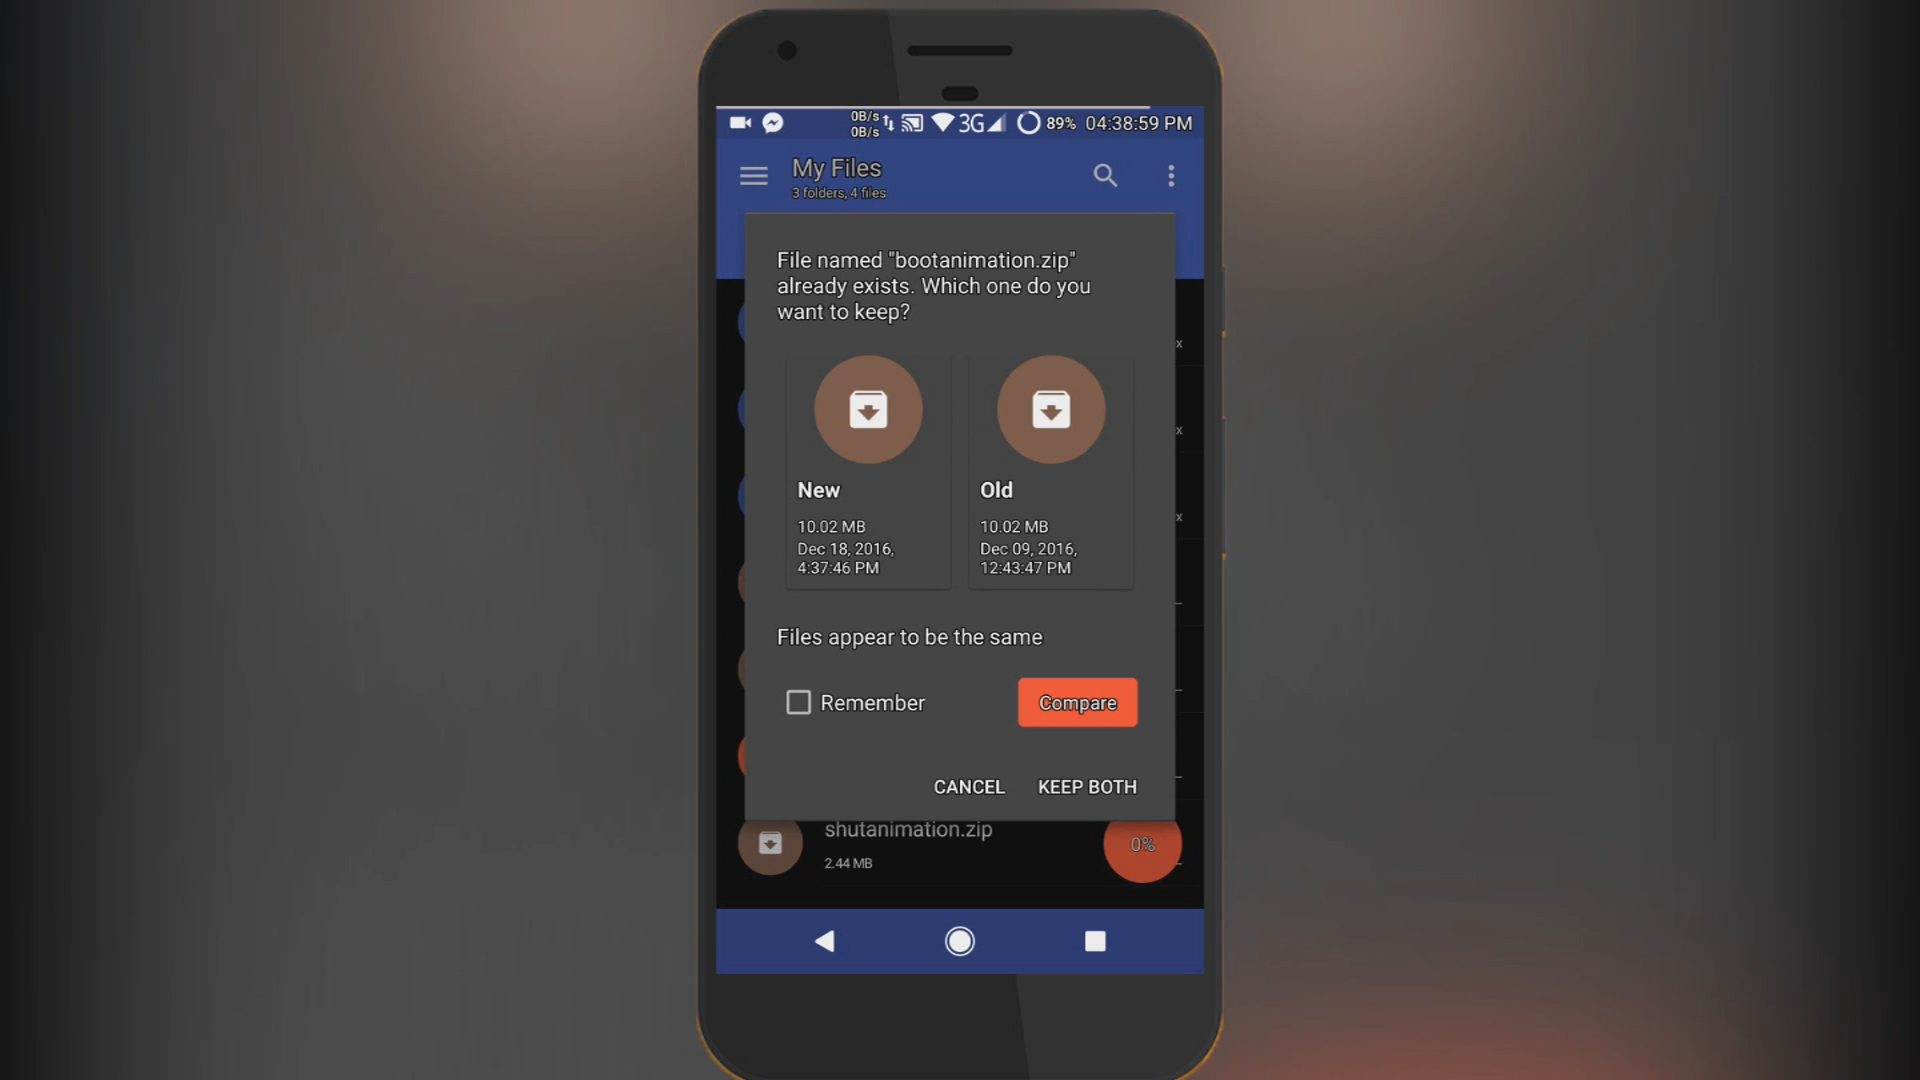 0B/s
0B/s
3G
89%
04:38:59 PM
My Files
3 folders, 4 files
File named "bootanimation.zip"
already exists. Which one do you
want to keep?
New
10.02 MB
Dec 18, 2016,
4:37:46 PM
Old
10.02 MB
Dec 09, 2016,
12:43:47 PM
Files appear to be the same
Remember
Compare
CANCEL
KEEP BOTH
shutanimation.zip
2.44 MB
0%
x
x
x